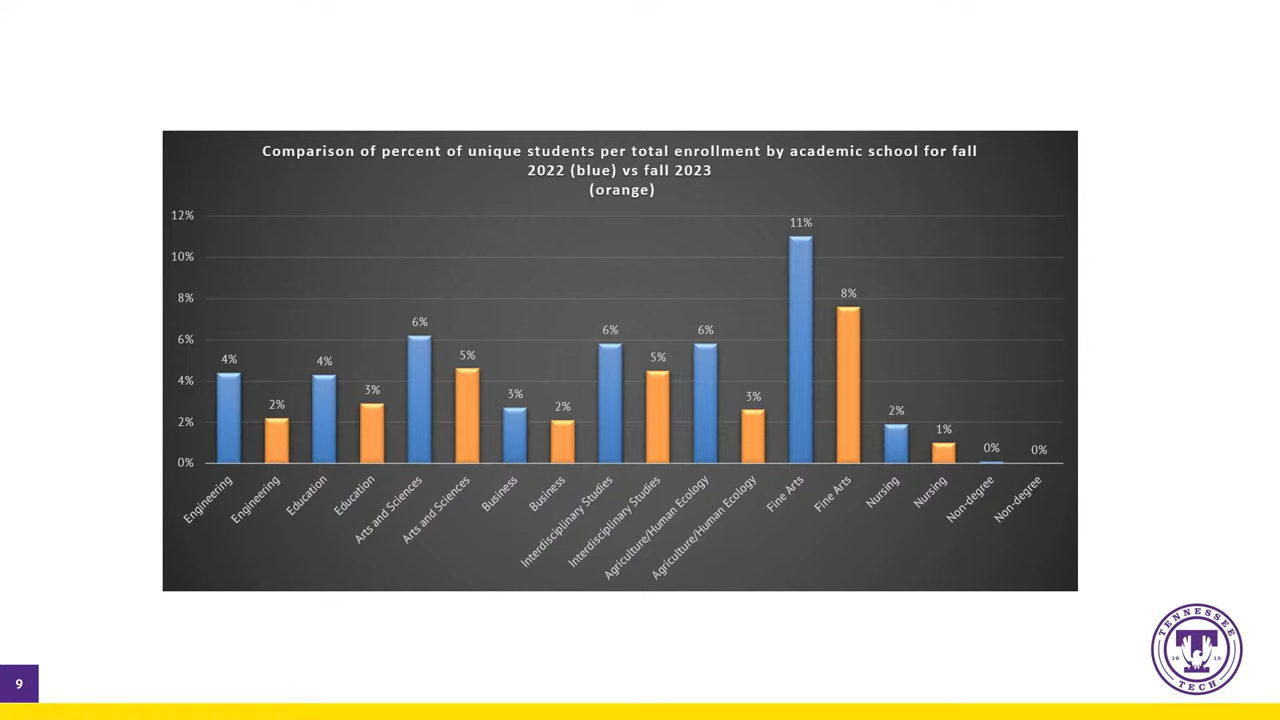 Comparison of percent of unique students per total enrollment by academic school for fall
2022 (blue) vs fall 2023
(orange)
12%
10%
8%
6%
4%
2%
0%
4%
2%
4%
3%
6%
5%
3%
2%
6%
5%
6%
3%
11%
8%
2%
1%
0%
0%
Engineering
Engineering
Education
Education
Arts and Sciences
Arts and Sciences
Business
Business
Interdisciplinary Studies
Interdisciplinary Studies
Agriculture/Human Ecology
Agriculture/Human Ecology
Fine Arts
Fine Arts
Nursing
Nursing
Non-degree
Non-degree
TENNESSEE
T
19 15
TECH
9